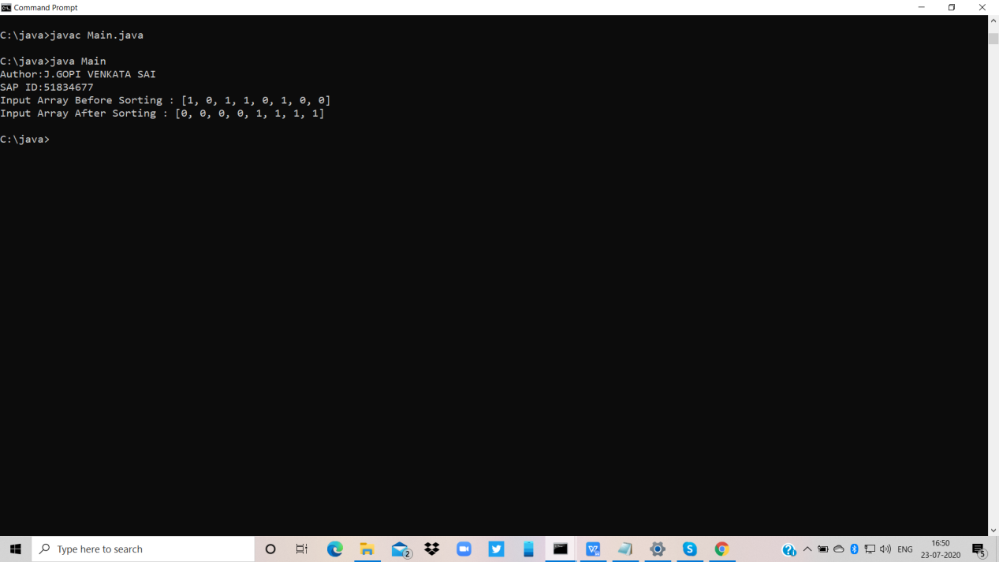 Command Prompt
C:\java>javac Main.java
C:\java>java Main
Author:J.GOPI VENKATA SAI
SAP ID:51834677
Input Array Before Sorting : [1, 0, 1, 1, 0, 1, 0, 0]
Input Array After Sorting : [0, 0, 0, 0, 1, 1, 1, 1]
C:\java>
Type here to search
2
ENG
16:50
23-07-2020
5